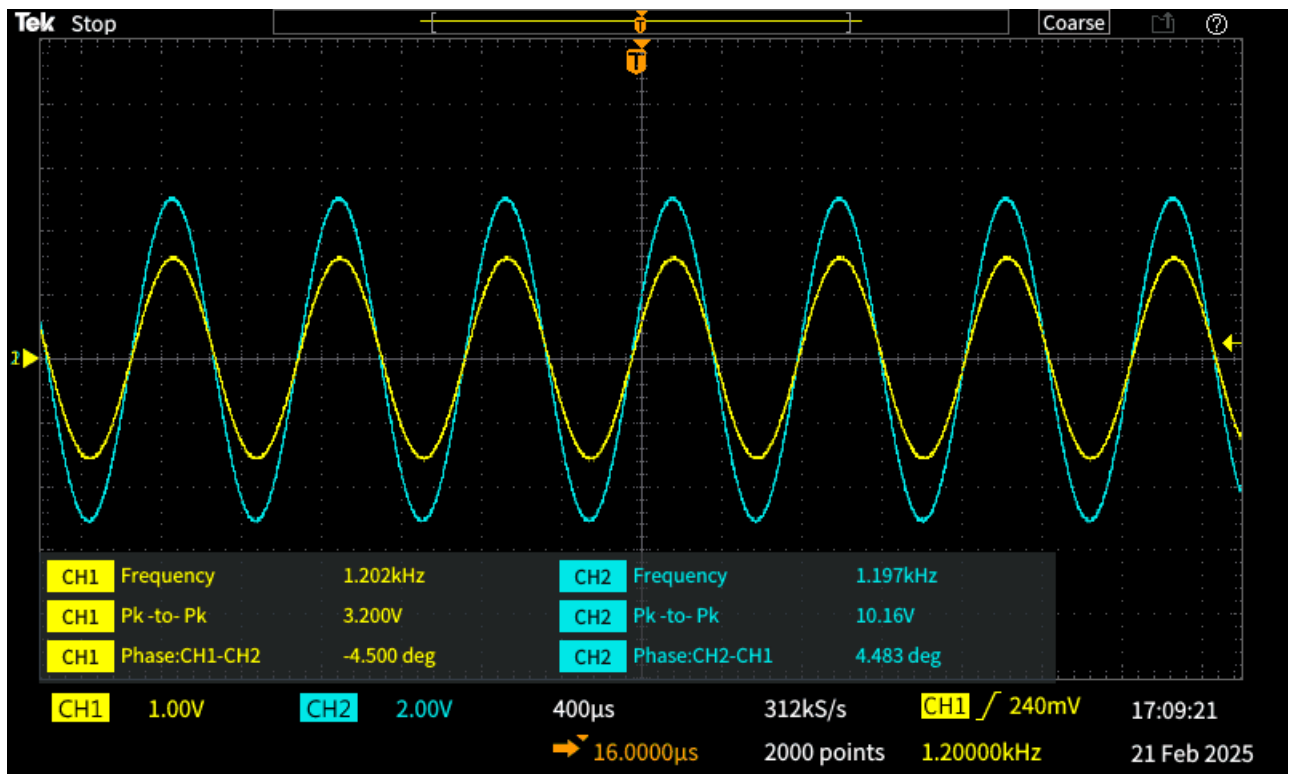 Tek Stop T Coarse ?
T
2
CH1 Frequency 1.202kHz CH2 Frequency 1.197kHz
CH1 Pk-to-Pk 3.200V CH2 Pk-to-Pk 10.16V
CH1 Phase:CH1-CH2 -4.500 deg CH2 Phase:CH2-CH1 4.483 deg
CH1 1.00V CH2 2.00V 400µs 312kS/s CH1 240mV 17:09:21
16.0000µs 2000 points 1.20000kHz 21 Feb 2025